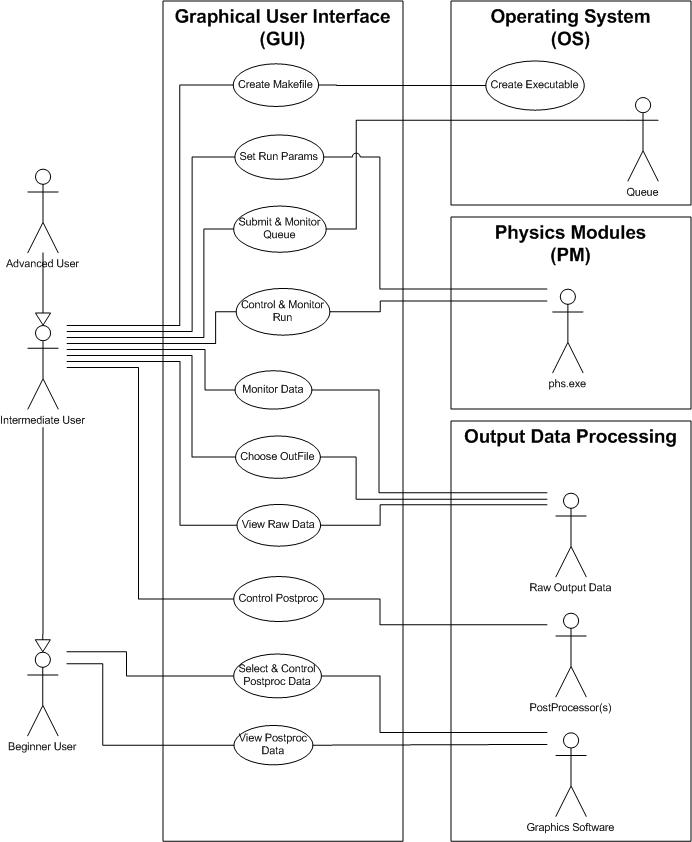 Graphical User Interface
(GUI)
Operating System
(OS)
Create Makefile
Create Executable
Queue
Set Run Params
Submit & Monitor
Queue
Advanced User
Physics Modules
(PM)
Control & Monitor
Run
phs.exe
Intermediate User
Monitor Data
Output Data Processing
Choose OutFile
View Raw Data
Raw Output Data
Control Postproc
Select & Control
Postproc Data
PostProcessor(s)
Beginner User
View Postproc
Data
Graphics Software